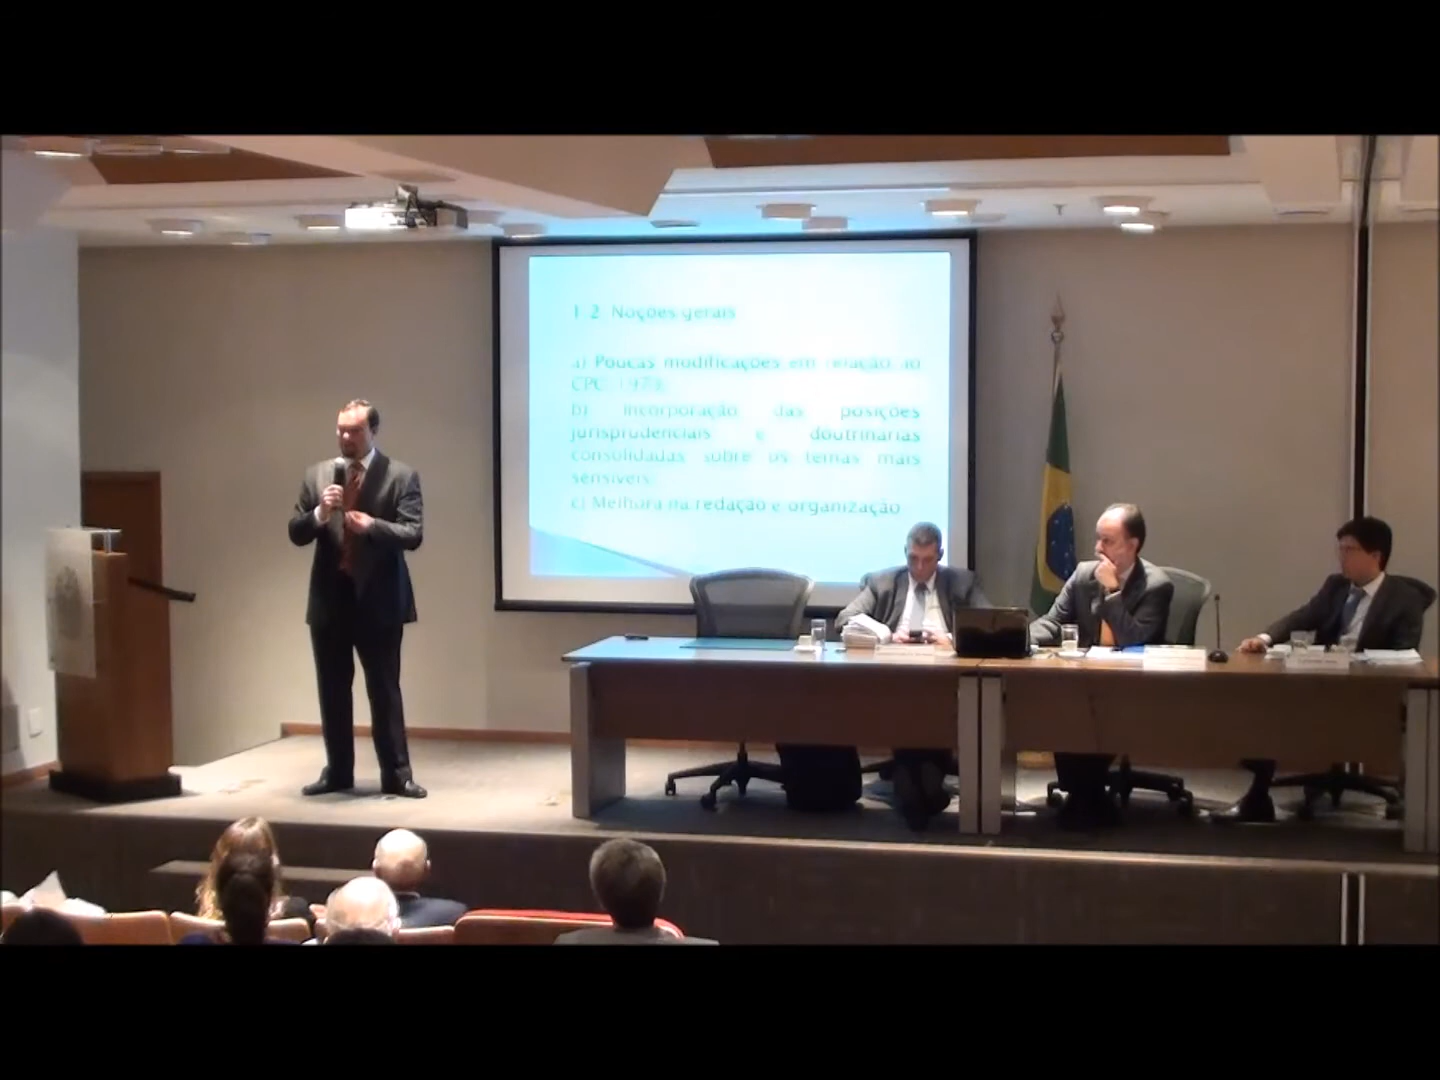 1.2 Noções gerais
a) Poucas modificações em relação ao
CPC 1973;
b) Incorporação das posições
jurisprudenciais e doutrinárias
consolidadas sobre os temas mais
sensíveis
c) Melhora na redação e organização